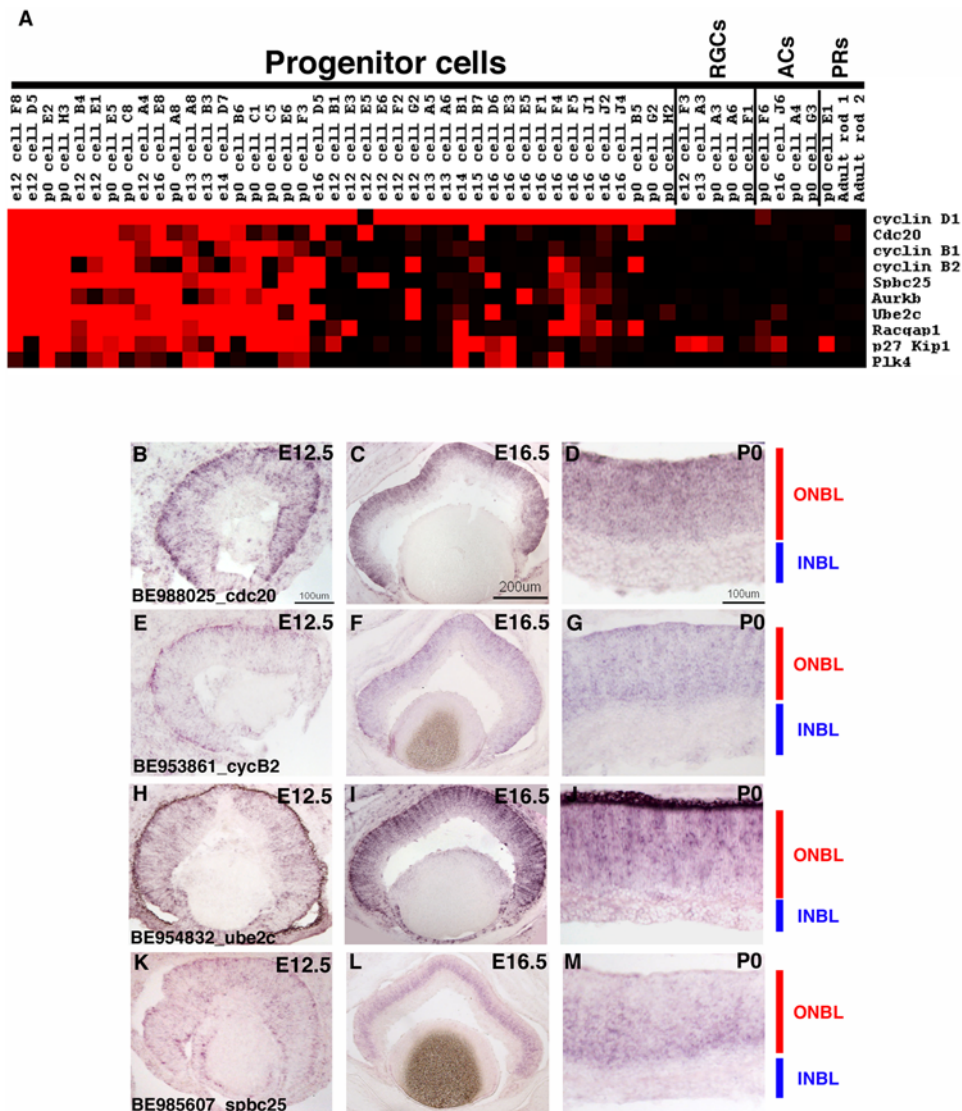 A
Progenitor cells
RGCs
ACs
PRs
e12 cell F8
e12 cell D5
p0 cell E2
p0 cell H3
e12 cell B4
e12 cell E1
p0 cell E5
p0 cell C8
e12 cell A4
e16 cell E8
p0 cell A8
e13 cell A8
e13 cell B3
e14 cell D7
p0 cell B6
p0 cell C1
p0 cell C5
p0 cell E6
p0 cell F3
e16 cell D5
e12 cell B1
e12 cell E3
e12 cell E5
e12 cell E6
e12 cell F2
e12 cell G2
e13 cell A5
e13 cell A6
e14 cell B1
e15 cell B7
e16 cell D6
e16 cell E3
e16 cell E5
e16 cell F1
e16 cell F4
e16 cell F5
e16 cell J1
e16 cell J2
e16 cell J4
p0 cell B5
p0 cell G2
p0 cell H2
e12 cell F3
e13 cell A3
p0 cell A3
p0 cell A6
p0 cell F1
p0 cell F6
e16 cell J6
p0 cell A4
p0 cell G3
p0 cell E1
Adult rod 1
Adult rod 2
cyclin D1
Cdc20
cyclin B1
cyclin B2
Spbc25
Aurkb
Ube2c
Racgap1
p27 Kip1
Plk4
B E12.5
BE988025_cdc20
100um
C E16.5
200um
D P0
100um
ONBL
INBL
E E12.5
BE953861_cycB2
F E16.5
G P0
ONBL
INBL
H E12.5
BE954832_ube2c
I E16.5
J P0
ONBL
INBL
K E12.5
BE985607_spbc25
L E16.5
M P0
ONBL
INBL